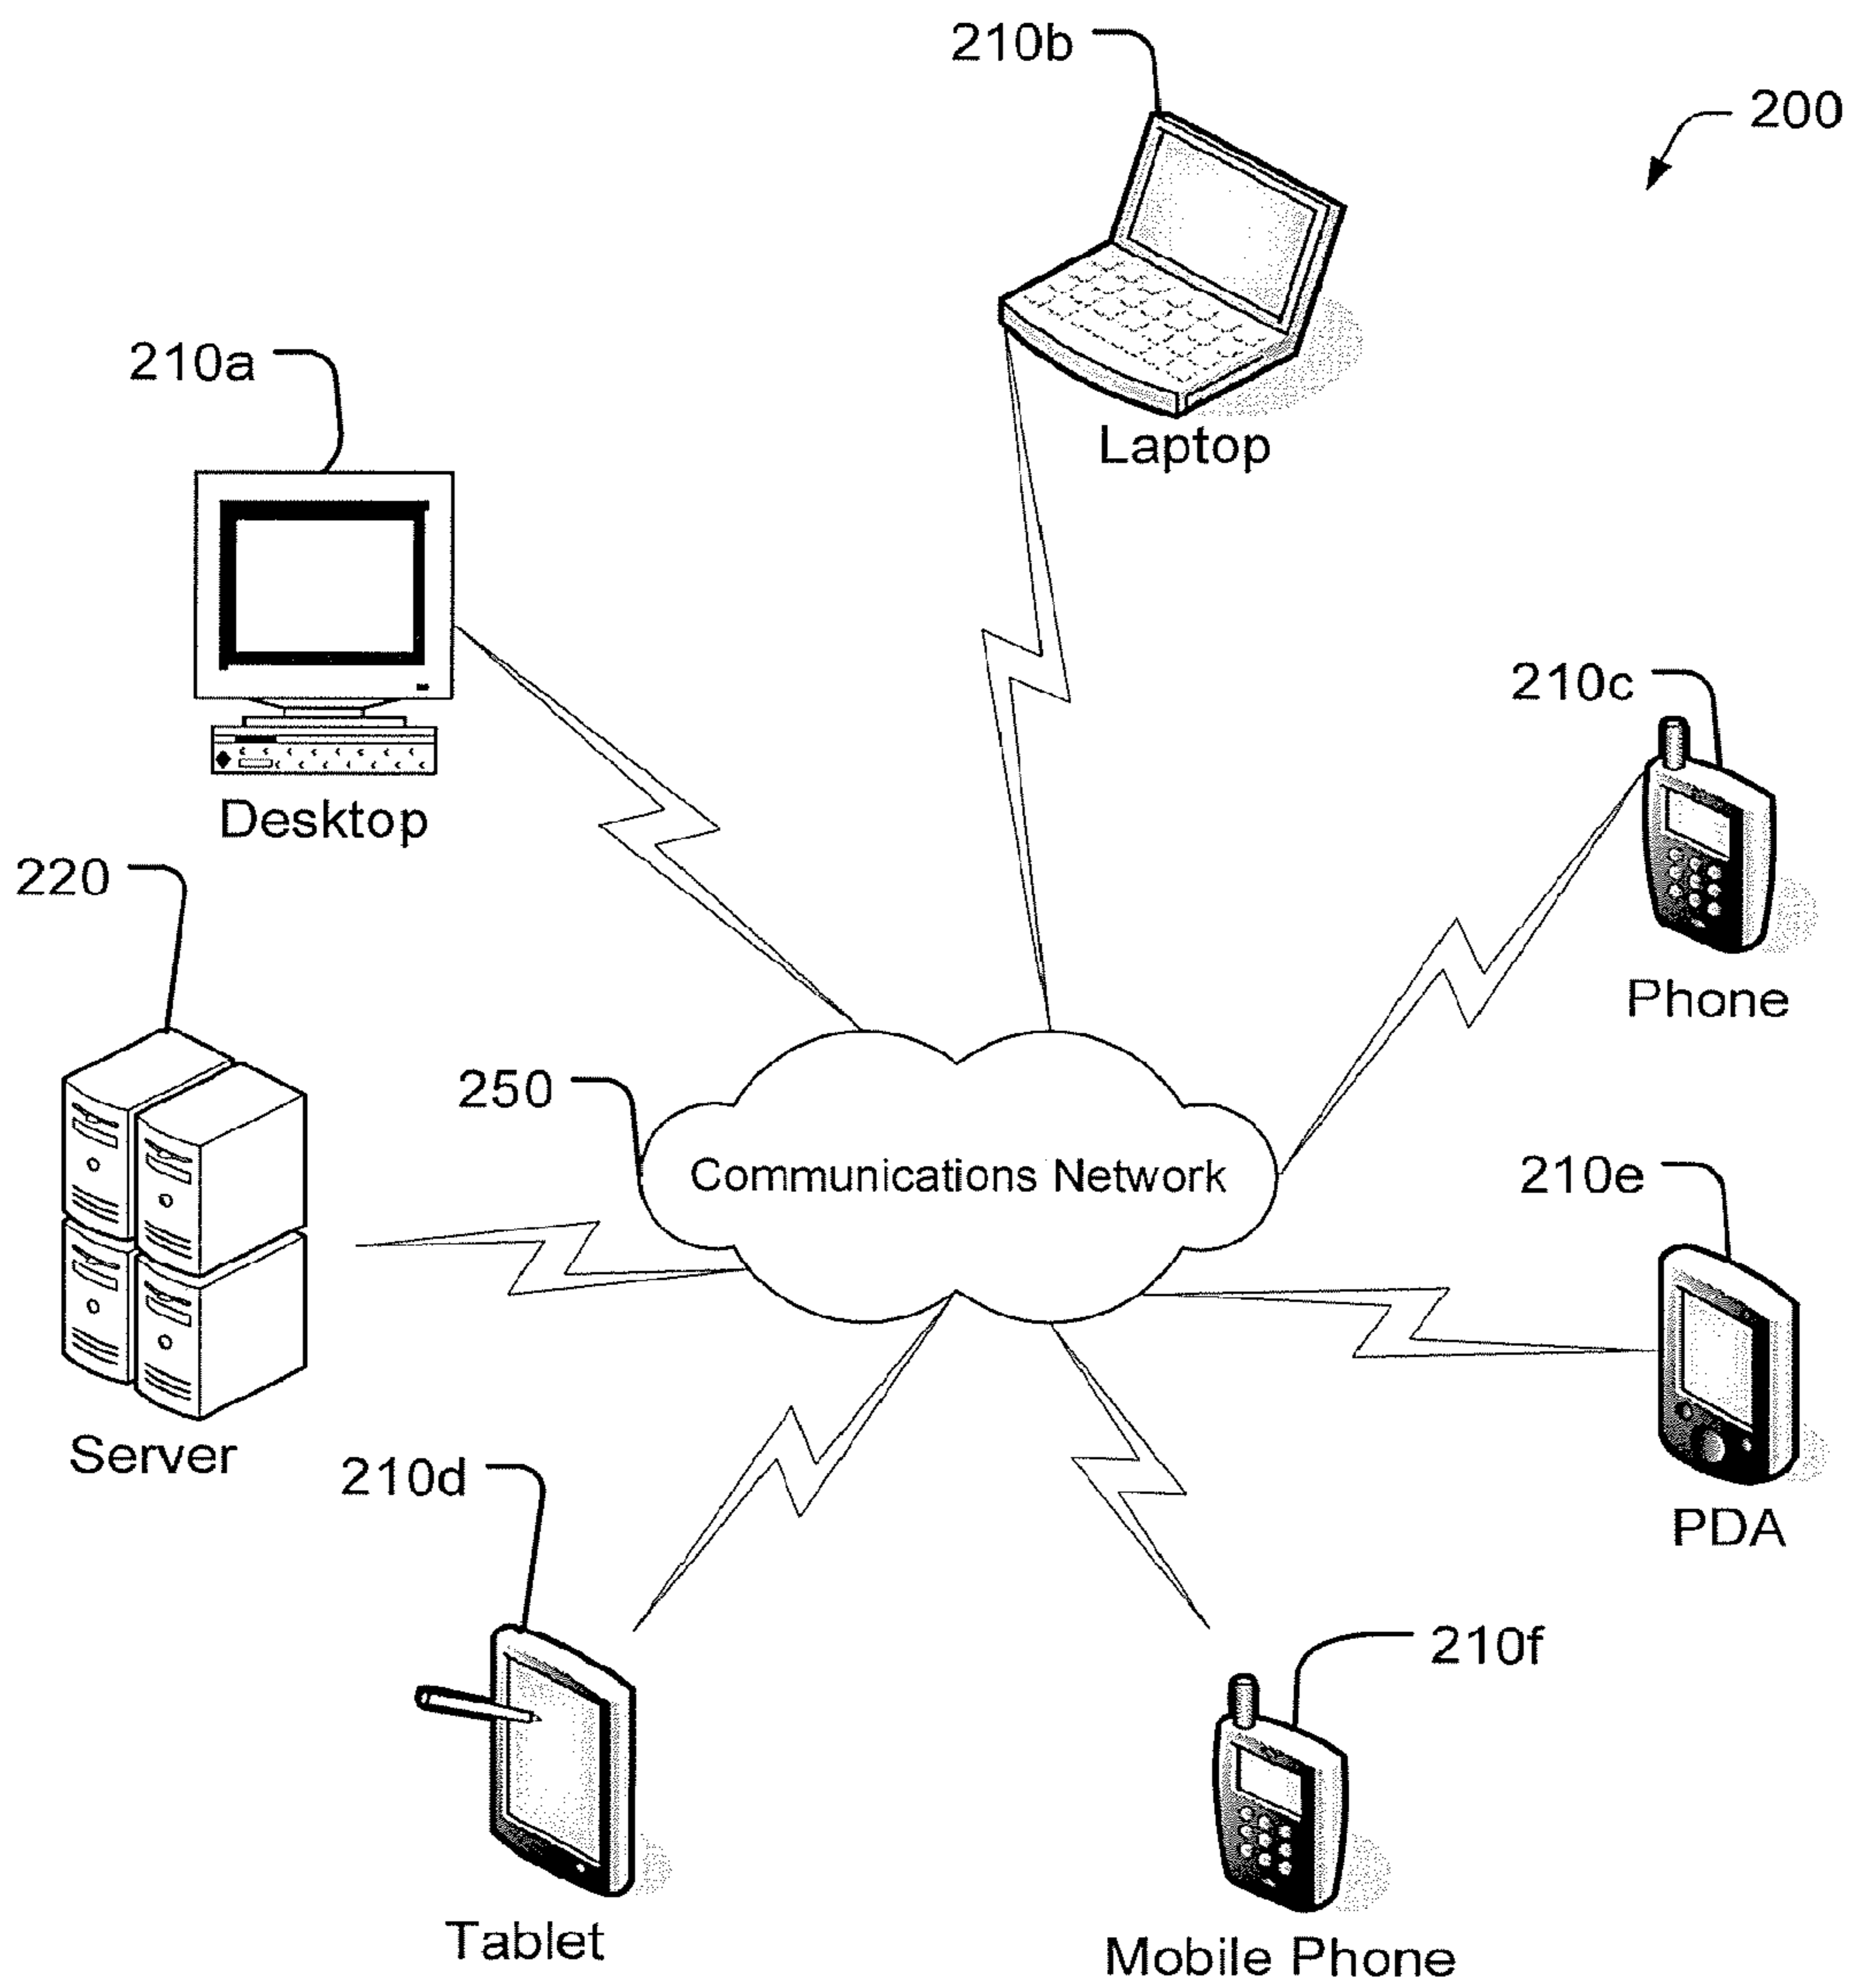 210b
200
210a
Laptop
210c
Desktop
220
Phone
250
Communications Network
210e
Server
210d
PDA
210f
Tablet
Mobile Phone